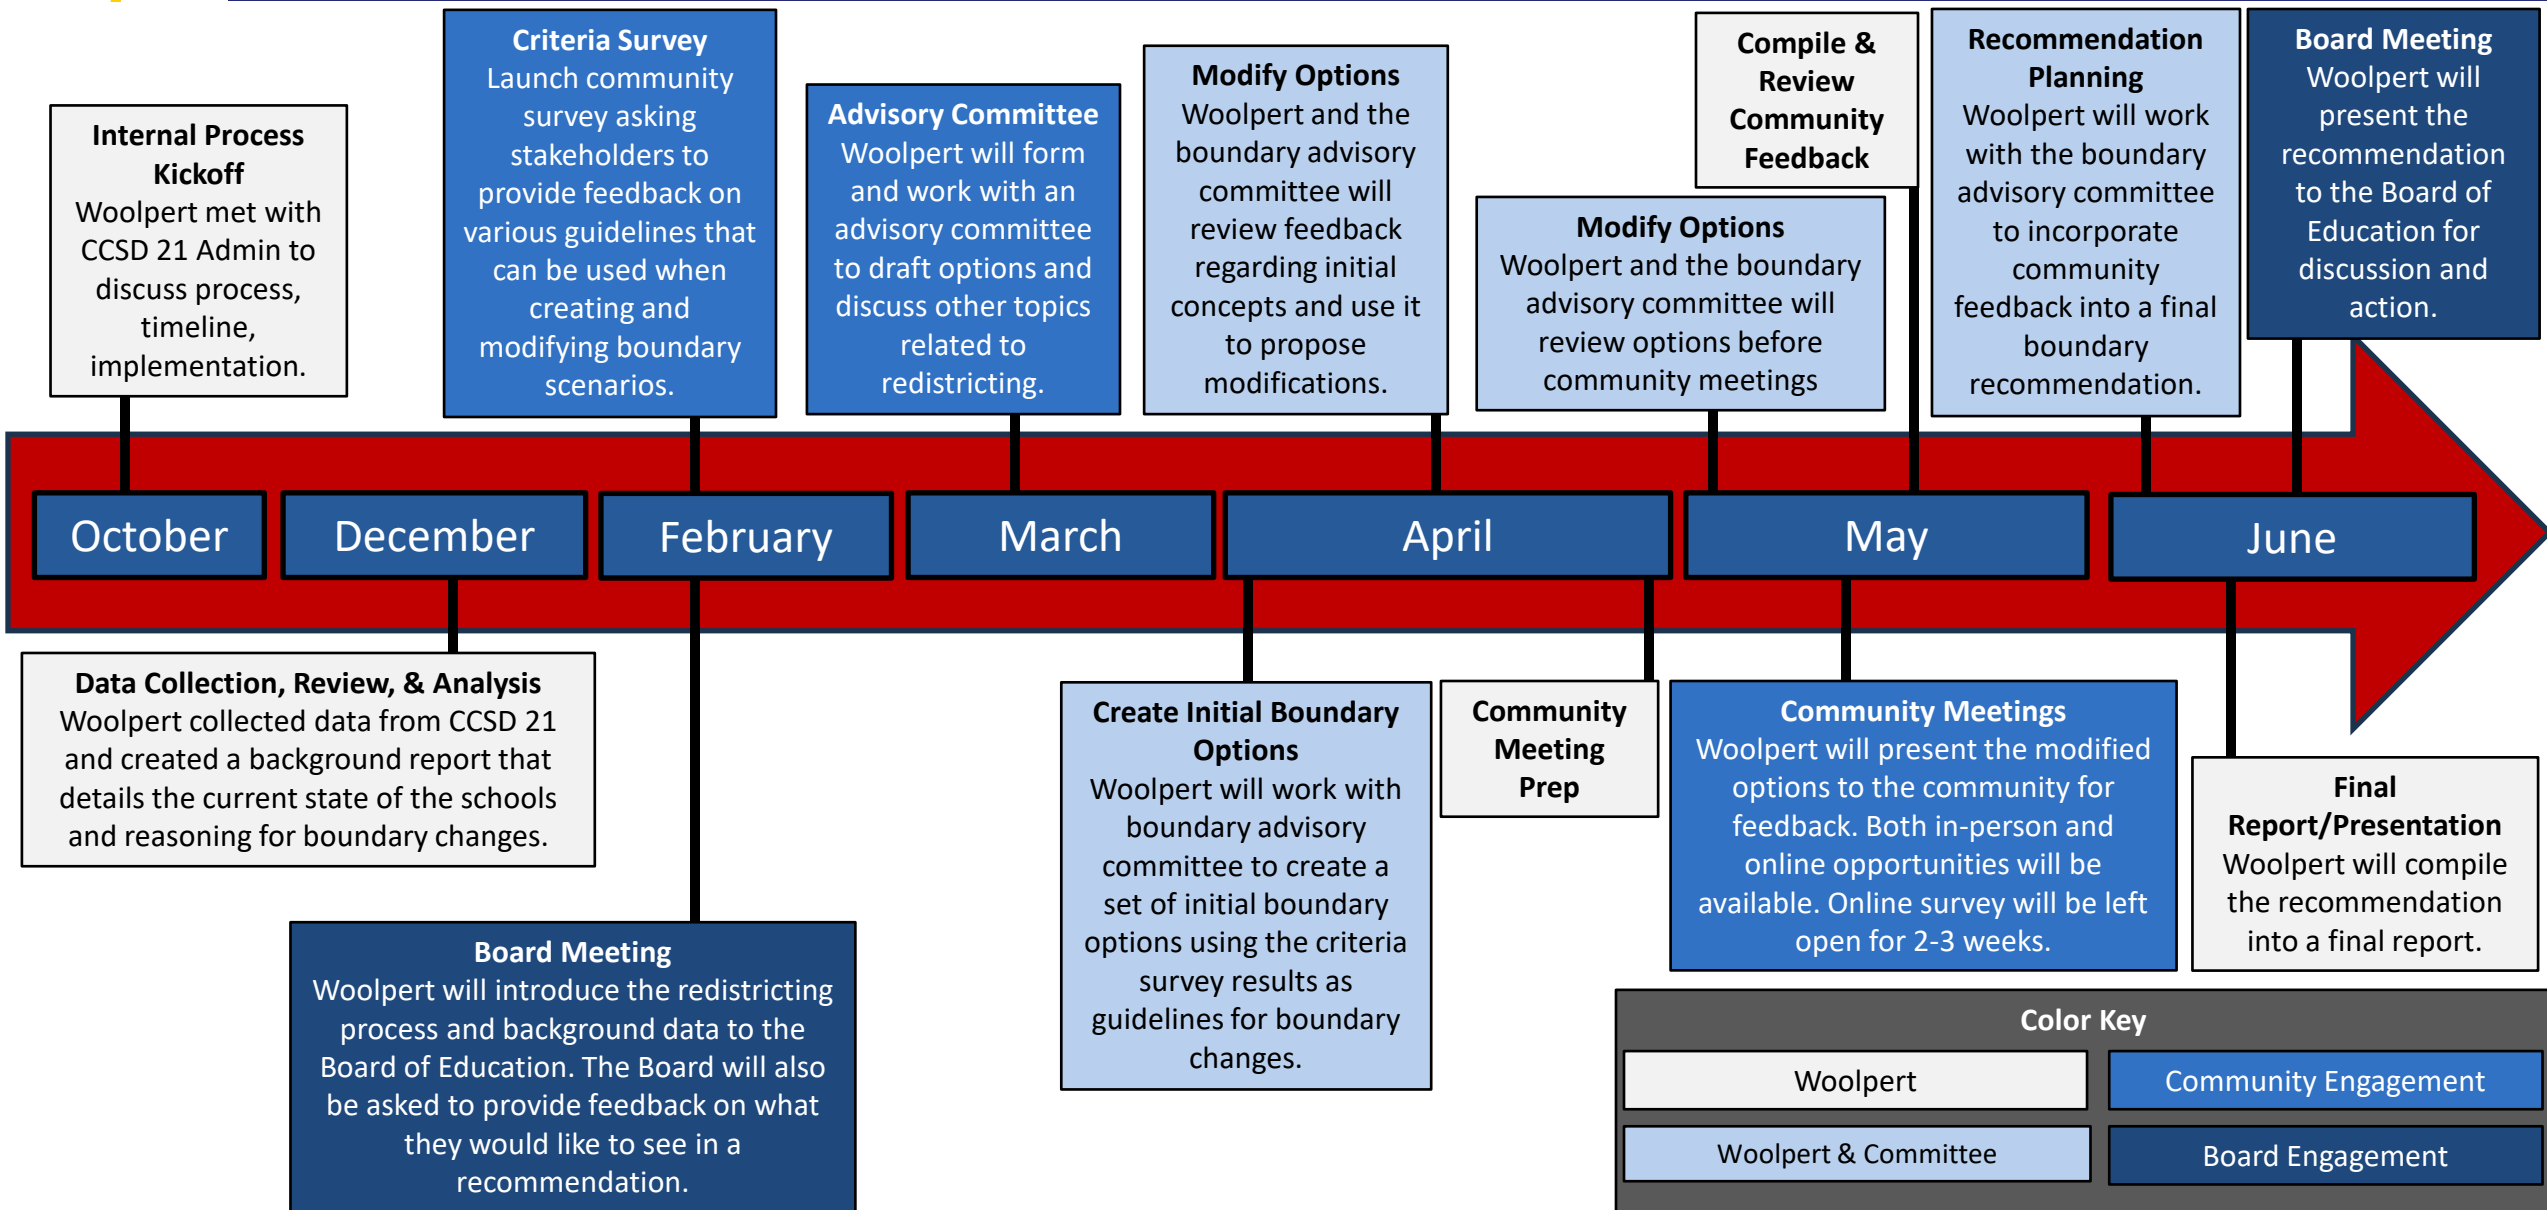 Internal Process
Kickoff
Woolpert met with
CCSD 21 Admin to
discuss process,
timeline,
implementation.
Criteria Survey
Launch community
survey asking
stakeholders to
provide feedback on
various guidelines that
can be used when
creating and
modifying boundary
scenarios.
Advisory Committee
Woolpert will form
and work with an
advisory committee
to draft options and
discuss other topics
related to
redistricting.
Modify Options
Woolpert and the
boundary advisory
committee will
review feedback
regarding initial
concepts and use it
to propose
modifications.
Modify Options
Woolpert and the boundary
advisory committee will
review options before
community meetings
Compile &
Review
Community
Feedback
Recommendation
Planning
Woolpert will work
with the boundary
advisory committee
to incorporate
community
feedback into a final
boundary
recommendation.
Board Meeting
Woolpert will
present the
recommendation
to the Board of
Education for
discussion and
action.
October
December
February
March
April
May
June
Data Collection, Review, & Analysis
Woolpert collected data from CCSD 21
and created a background report that
details the current state of the schools
and reasoning for boundary changes.
Board Meeting
Woolpert will introduce the redistricting
process and background data to the
Board of Education. The Board will also
be asked to provide feedback on what
they would like to see in a
recommendation.
Create Initial Boundary
Options
Woolpert will work with
boundary advisory
committee to create a
set of initial boundary
options using the criteria
survey results as
guidelines for boundary
changes.
Community
Meeting
Prep
Community Meetings
Woolpert will present the modified
options to the community for
feedback. Both in-person and
online opportunities will be
available. Online survey will be left
open for 2-3 weeks.
Final
Report/Presentation
Woolpert will compile
the recommendation
into a final report.
Color Key
Woolpert
Community Engagement
Woolpert & Committee
Board Engagement